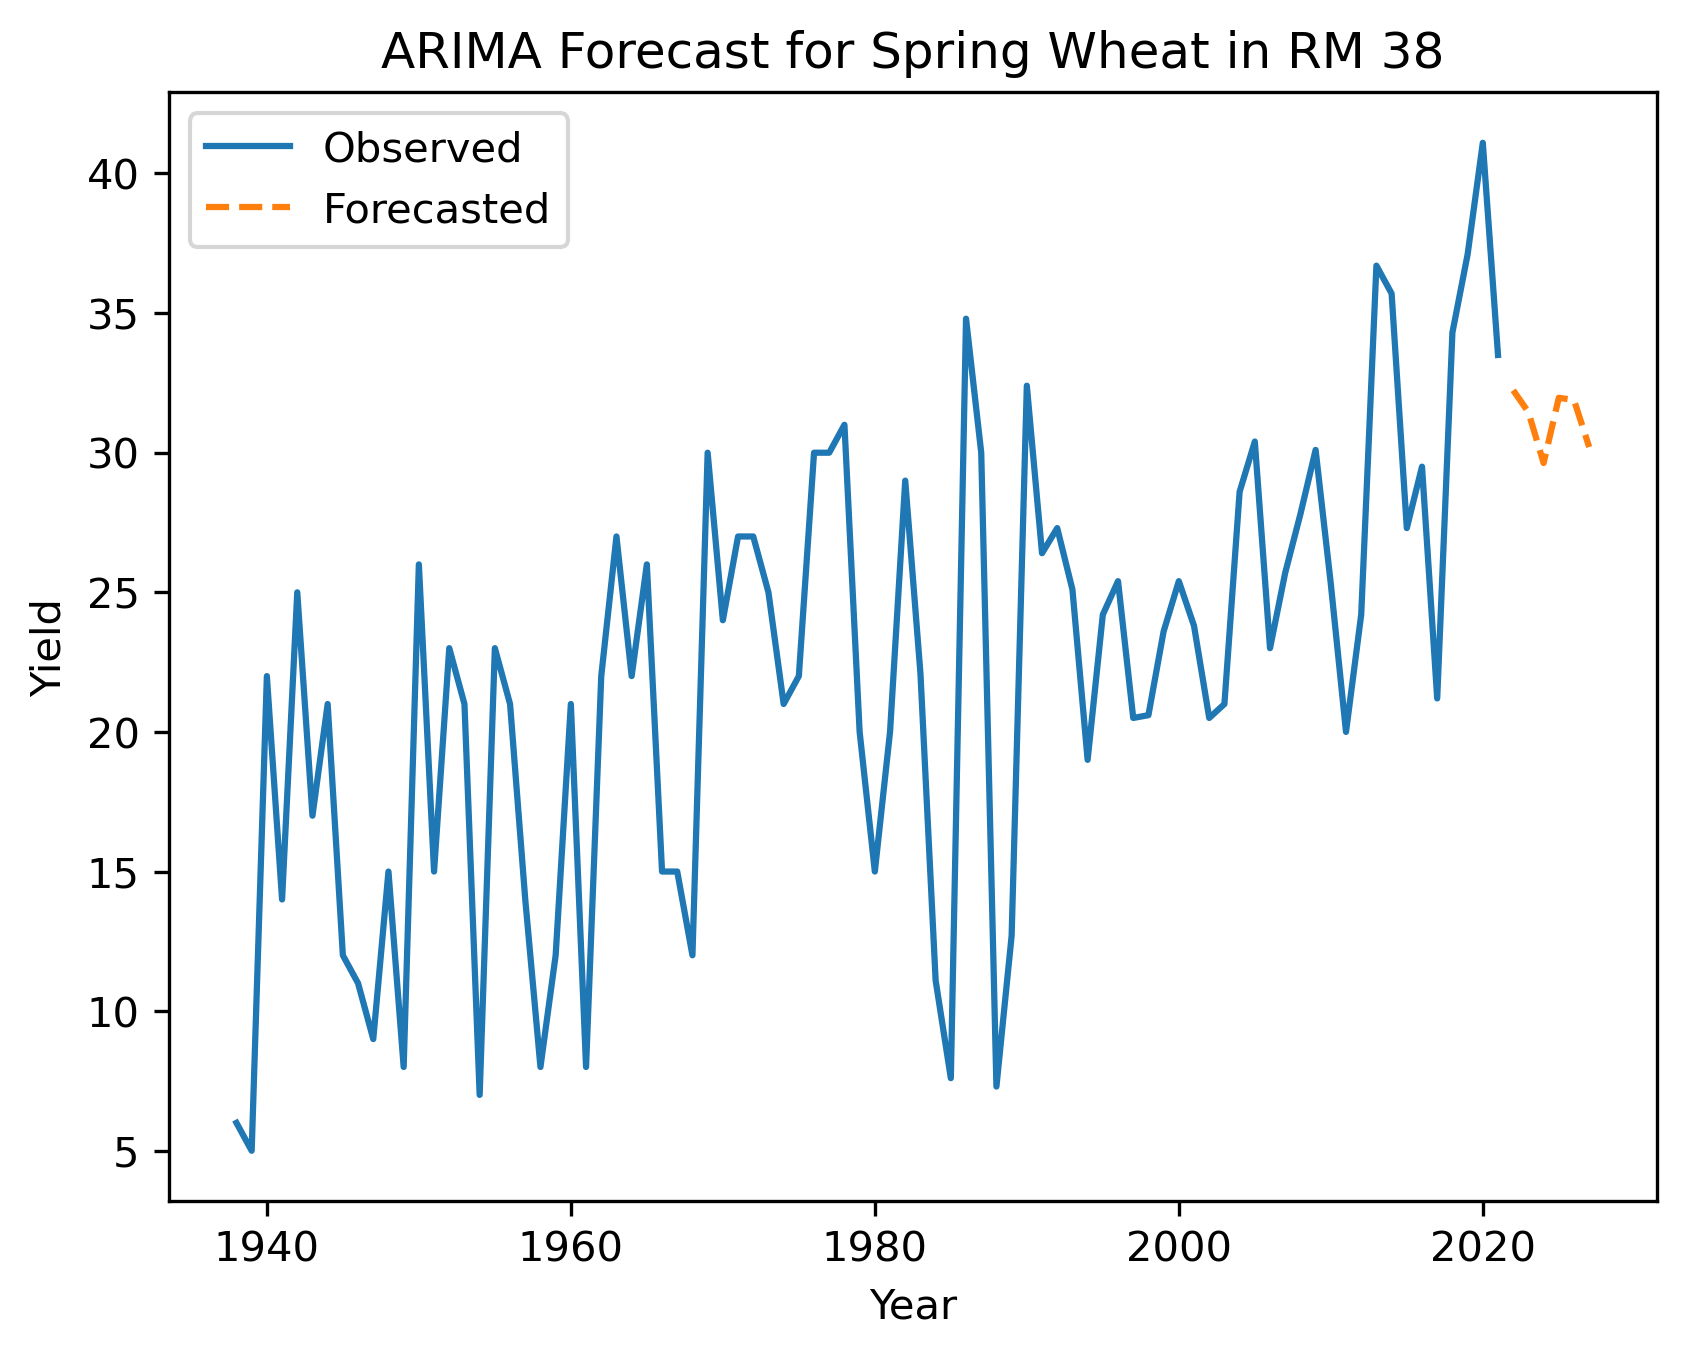 ARIMA Forecast for Spring Wheat in RM 38
Observed
Forecasted
40
35
30
25
20
15
10
5
Yield
1940 1960 1980 2000 2020
Year